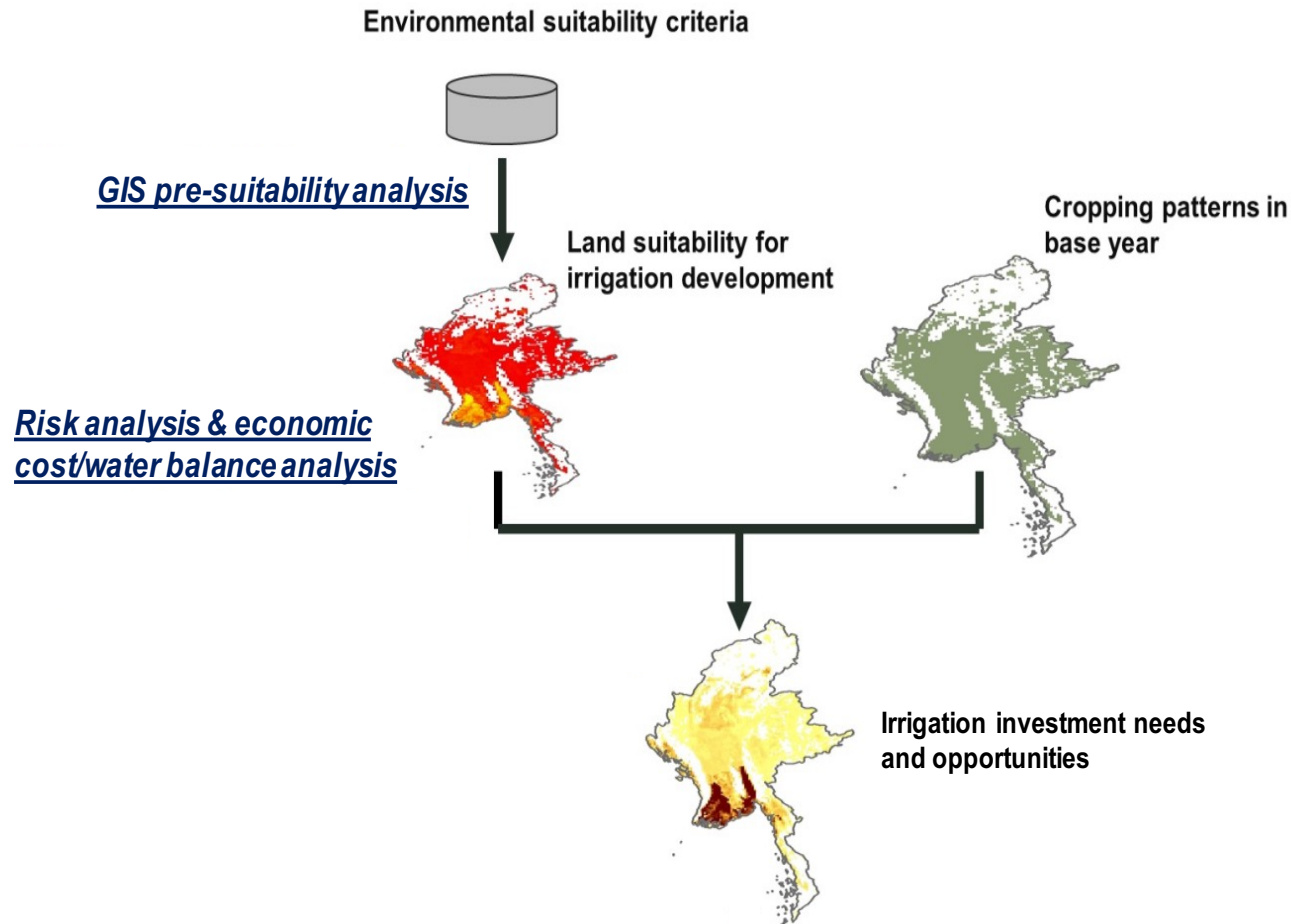 Environmental suitability criteria
GIS pre-suitability analysis
Land suitability for
irrigation development
Cropping patterns in
base year
Risk analysis & economic
cost/water balance analysis
Irrigation investment needs
and opportunities